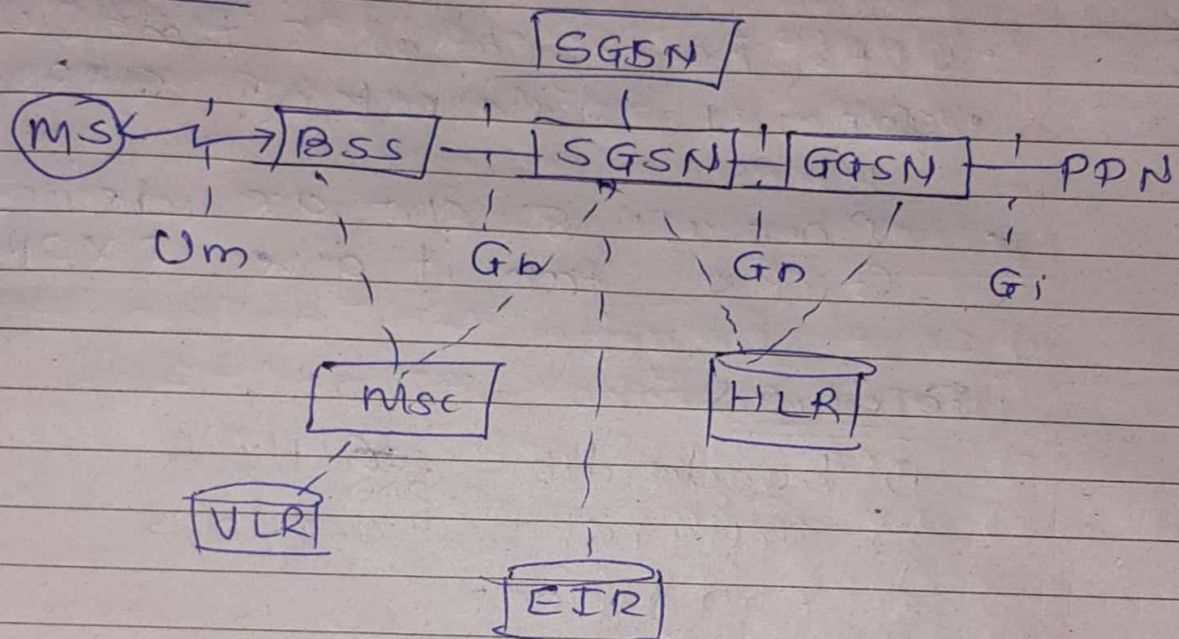 SGSN
MS BSS SGSN GGSN PDN
Um Gb Gn Gi
MSC HLR
VLR
EIR